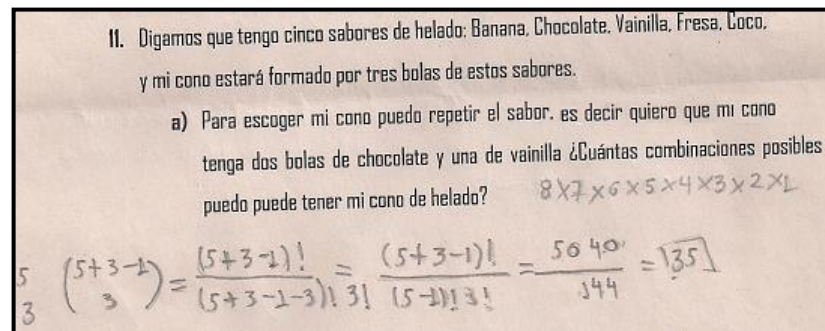 11. Digamos que tengo cinco sabores de helado: Banana, Chocolate, Vainilla, Fresa, Coco,
y mi cono estará formado por tres bolas de estos sabores.
a) Para escoger mi cono puedo repetir el sabor. es decir quiero que mi cono
tenga dos bolas de chocolate y una de vainilla ¿Cuántas combinaciones posibles
puedo puede tener mi cono de helado? 8×7×6×5×4×3×2×1
5 3 (5+3-1 3) = (5+3-1)! / (5+3-1-3)! 3! = (5+3-1)! / (5-1)! 3! = 5040 / 144 = 35